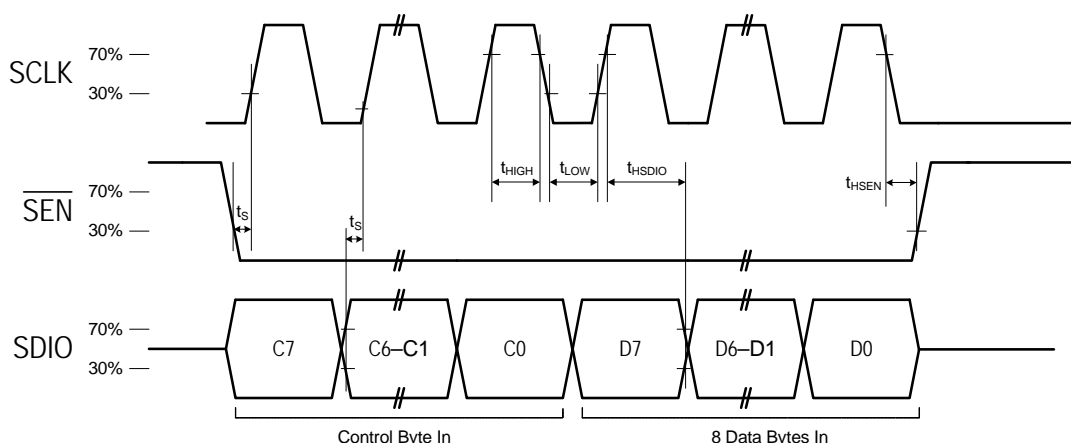 SCLK
70%
30%
SEN
70%
30%
tS
tS
tHIGH
tLOW
tHSDIO
tHSEN
SDIO
70%
30%
C7
C6–C1
C0
D7
D6–D1
D0
Control Byte In
8 Data Bytes In